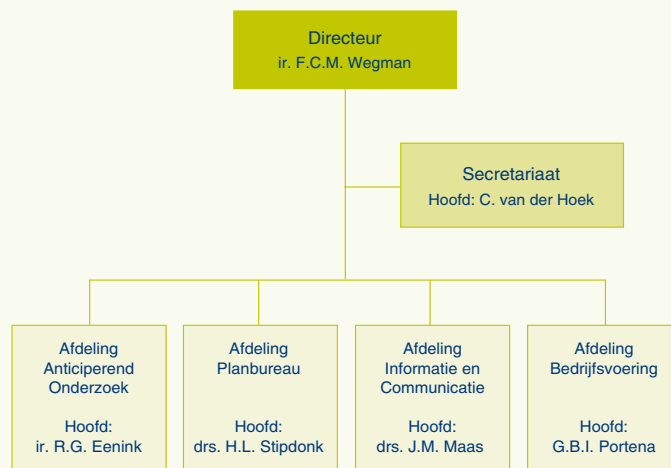 Directeur
ir. F.C.M. Wegman
Secretariaat
Hoofd: C. van der Hoek
Afdeling
Anticiperend
Onderzoek
Hoofd:
ir. R.G. Eenink
Afdeling
Planbureau
Hoofd:
drs. H.L. Stipdonk
Afdeling
Informatie en
Communicatie
Hoofd:
drs. J.M. Maas
Afdeling
Bedrijfsvoering
Hoofd:
G.B.I. Portena